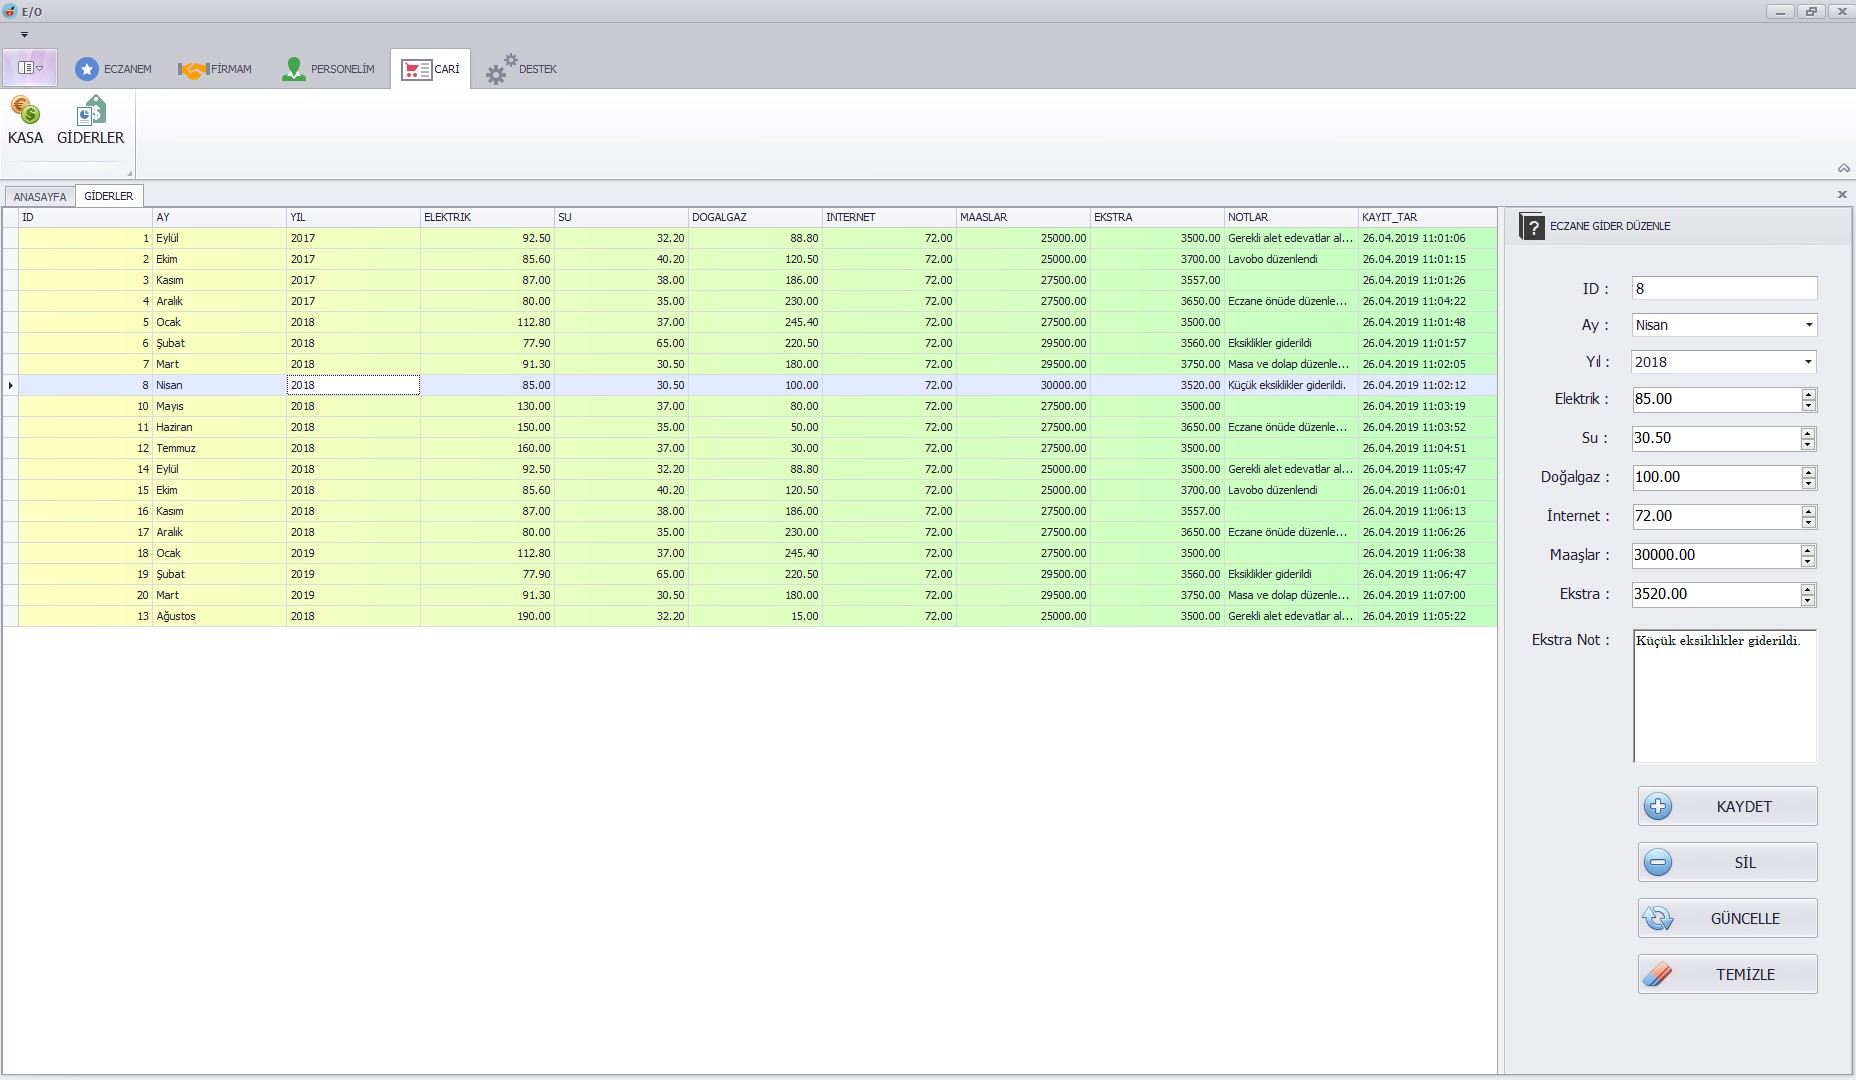 E/O
ECZANEM FİRMAM PERSONELİM CARİ DESTEK
KASA GİDERLER
ANASAYFA GİDERLER
ID AY YIL ELEKTRIK SU DOGALGAZ INTERNET MAASLAR EKSTRA NOTLAR KAYIT_TAR
1 Eylül 2017 92.50 32.20 88.80 72.00 25000.00 3500.00 Gerekli alet edevatlar al... 26.04.2019 11:01:06
2 Ekim 2017 85.60 40.20 120.50 72.00 25000.00 3700.00 Lavobo düzenlendi 26.04.2019 11:01:15
3 Kasım 2017 87.00 38.00 186.00 72.00 27500.00 3557.00 26.04.2019 11:01:26
4 Aralık 2017 80.00 35.00 230.00 72.00 27500.00 3650.00 Eczane önüde düzenle... 26.04.2019 11:04:22
5 Ocak 2018 112.80 37.00 245.40 72.00 27500.00 3500.00 26.04.2019 11:01:48
6 Şubat 2018 77.90 65.00 220.50 72.00 29500.00 3560.00 Eksiklikler giderildi 26.04.2019 11:01:57
7 Mart 2018 91.30 30.50 180.00 72.00 29500.00 3750.00 Masa ve dolap düzenle... 26.04.2019 11:02:05
8 Nisan 2018 85.00 30.50 100.00 72.00 30000.00 3520.00 Küçük eksiklikler giderildi. 26.04.2019 11:02:12
10 Mayıs 2018 130.00 37.00 80.00 72.00 27500.00 3500.00 26.04.2019 11:03:19
11 Haziran 2018 150.00 35.00 50.00 72.00 27500.00 3650.00 Eczane önüde düzenle... 26.04.2019 11:03:52
12 Temmuz 2018 160.00 37.00 30.00 72.00 27500.00 3500.00 26.04.2019 11:04:51
14 Eylül 2018 92.50 32.20 88.80 72.00 25000.00 3500.00 Gerekli alet edevatlar al... 26.04.2019 11:05:47
15 Ekim 2018 85.60 40.20 120.50 72.00 25000.00 3700.00 Lavobo düzenlendi 26.04.2019 11:06:01
16 Kasım 2018 87.00 38.00 186.00 72.00 27500.00 3557.00 26.04.2019 11:06:13
17 Aralık 2018 80.00 35.00 230.00 72.00 27500.00 3650.00 Eczane önüde düzenle... 26.04.2019 11:06:26
18 Ocak 2019 112.80 37.00 245.40 72.00 27500.00 3500.00 26.04.2019 11:06:38
19 Şubat 2019 77.90 65.00 220.50 72.00 29500.00 3560.00 Eksiklikler giderildi 26.04.2019 11:06:47
20 Mart 2019 91.30 30.50 180.00 72.00 29500.00 3750.00 Masa ve dolap düzenle... 26.04.2019 11:07:00
13 Ağustos 2018 190.00 32.20 15.00 72.00 25000.00 3500.00 Gerekli alet edevatlar al... 26.04.2019 11:05:22
? ECZANE GİDER DÜZENLE
ID : 8
Ay : Nisan
Yıl : 2018
Elektrik : 85.00
Su : 30.50
Doğalgaz : 100.00
İnternet : 72.00
Maaşlar : 30000.00
Ekstra : 3520.00
Ekstra Not : Küçük eksiklikler giderildi.
KAYDET
SİL
GÜNCELLE
TEMİZLE